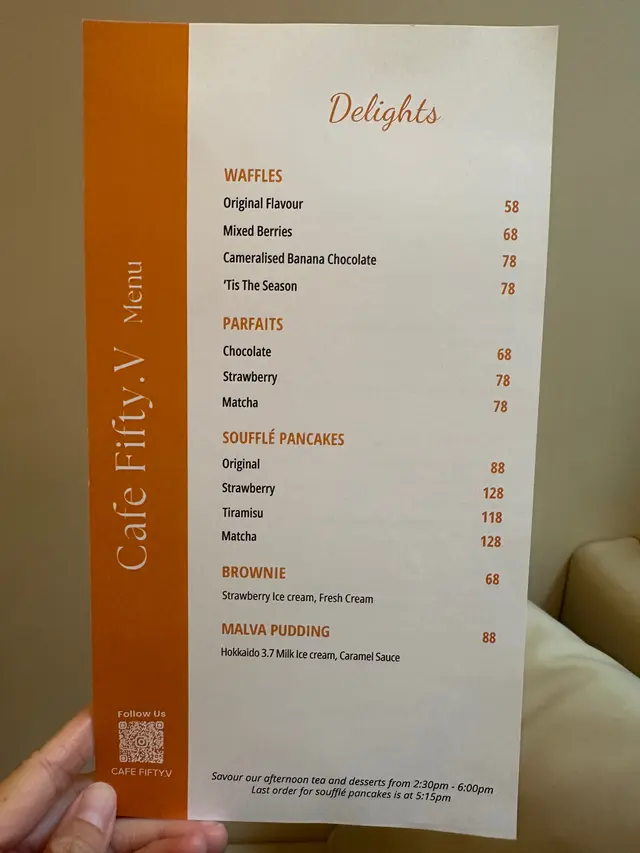 Cafe Fifty.V Menu
Follow Us
CAFE FIFTY.V
Delights
WAFFLES
Original Flavour 58
Mixed Berries 68
Cameralised Banana Chocolate 78
'Tis The Season 78
PARFAITS
Chocolate 68
Strawberry 78
Matcha 78
SOUFFLÉ PANCAKES
Original 88
Strawberry 128
Tiramisu 118
Matcha 128
BROWNIE 68
Strawberry Ice cream, Fresh Cream
MALVA PUDDING 88
Hokkaido 3.7 Milk Ice cream, Caramel Sauce
Savour our afternoon tea and desserts from 2:30pm - 6:00pm
Last order for soufflé pancakes is at 5:15pm